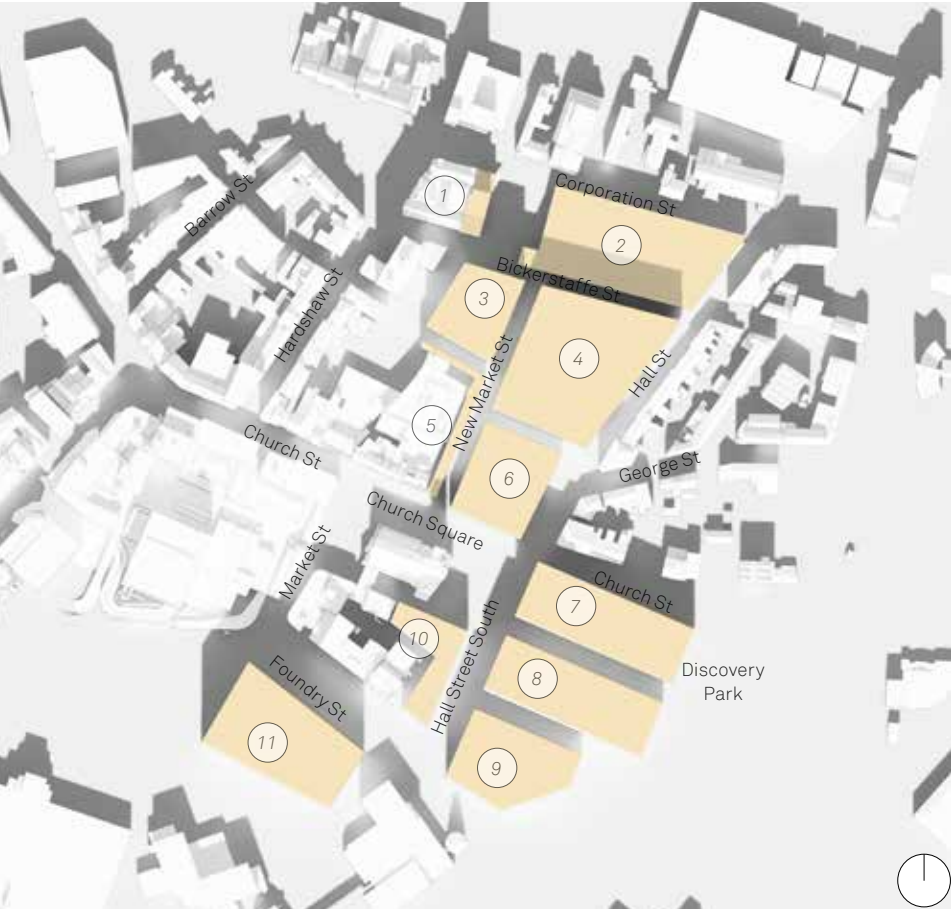 Corporation St
1
Barrow St
2
Bickerstaffe St
3
Hardshaw St
4
New Market St
Hall St
5
Church St
6
George St
Church Square
Market St
Church St
7
10
Hall Street South
8
Discovery
Park
Foundry St
11
9